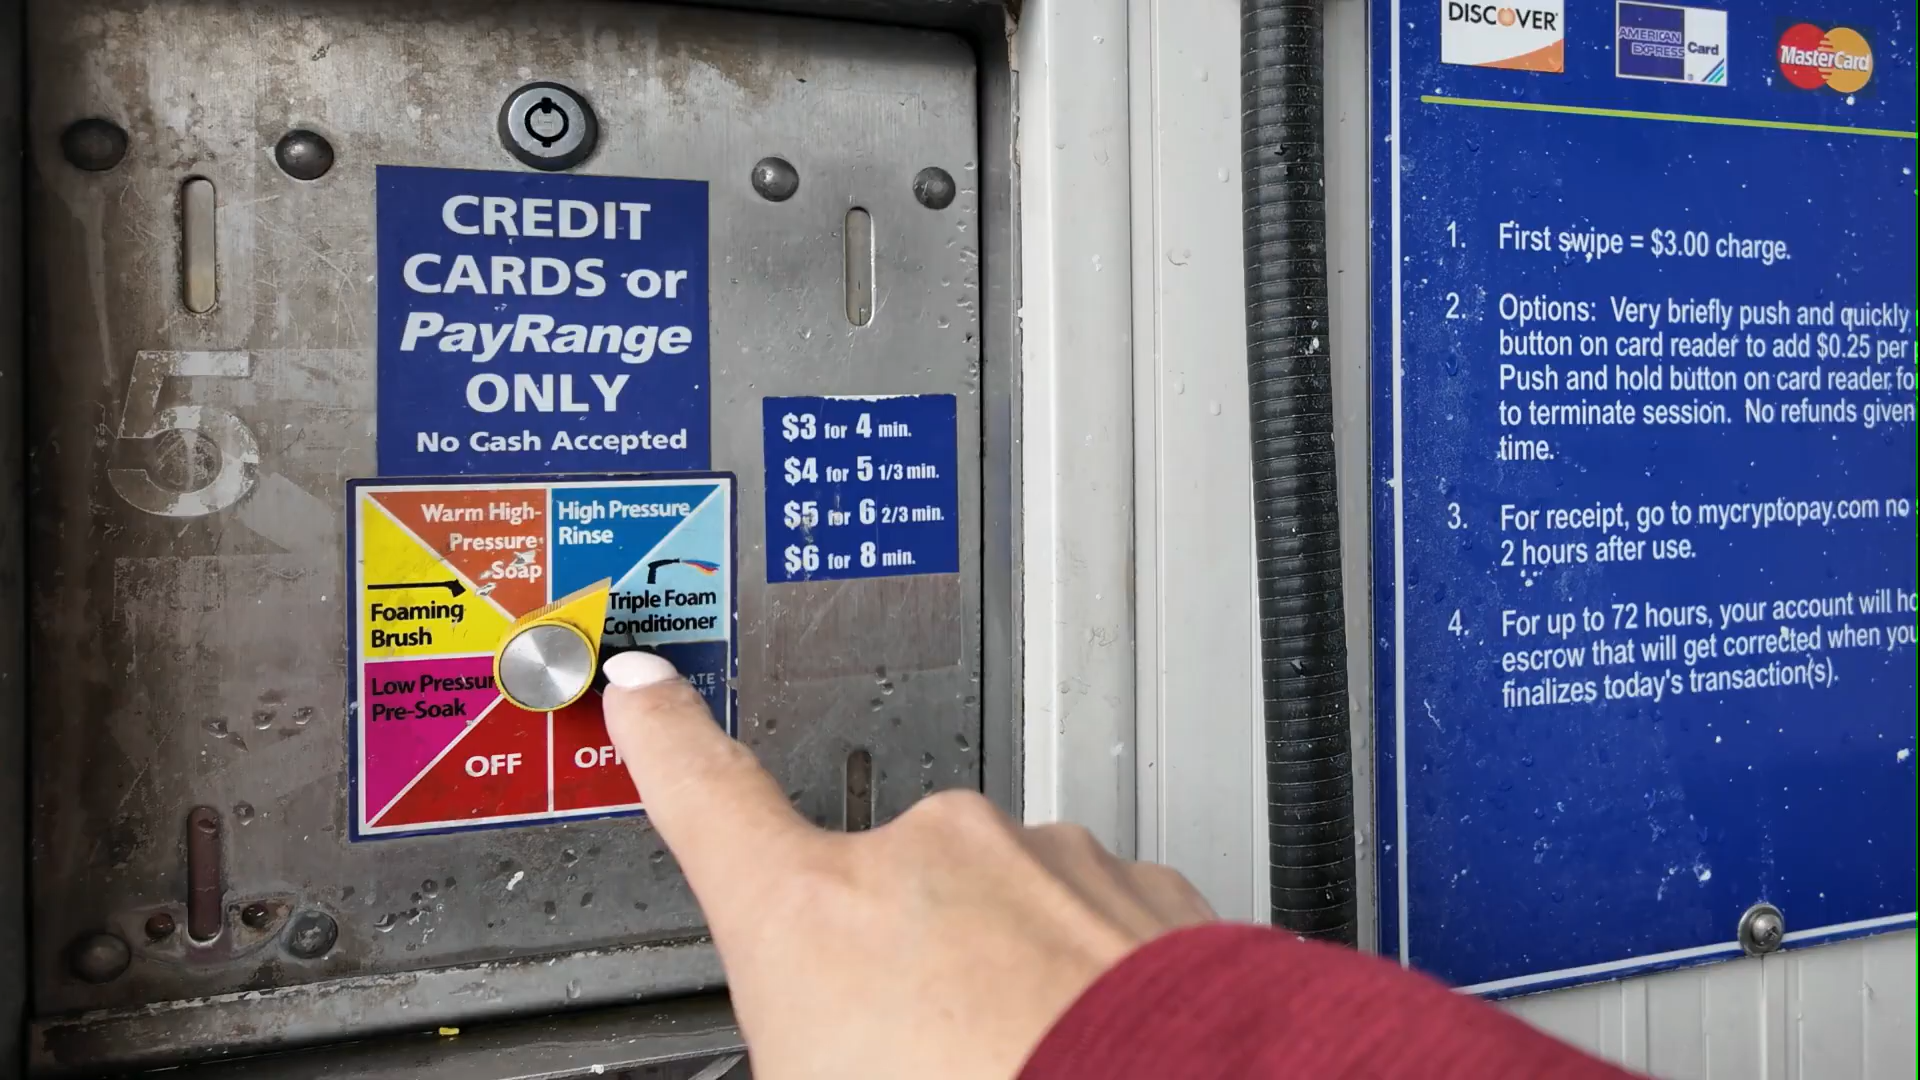 DISCOVER
AMERICAN
EXPRESS
Card
MasterCard
CREDIT
CARDS or
PayRange
ONLY
No Cash Accepted
5
$3 for 4 min.
$4 for 5 1/3 min.
$5 for 6 2/3 min.
$6 for 8 min.
Warm High-
Pressure
Soap
High Pressure
Rinse
Foaming
Brush
Triple Foam
Conditioner
Low
Pre-Soak
OFF
1. First swipe = $3.00 charge.
2. Options: Very briefly push and quickly
button on card reader to add $0.25 per
Push and hold button on card reader
to terminate session. No refunds given
time.
3. For receipt, go to mycryptopay.com no
2 hours after use.
4. For up to 72 hours, your account will
escrow that will get corrected when
finalizes today's transaction(s).